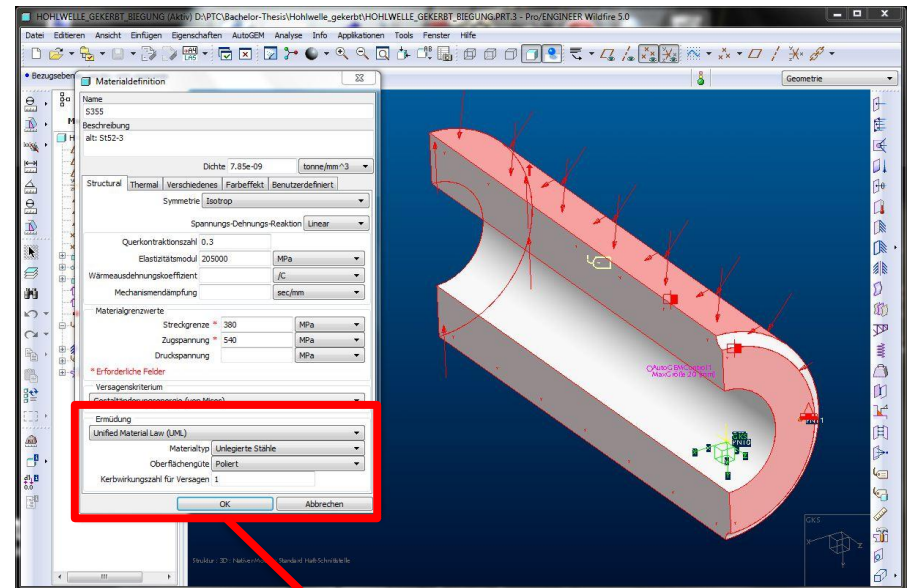 HOHLWELLE_GEKERBT_BIEGUNG (Aktiv) D:\PTC\Bachelor-Thesis\Hohlwelle_gekerbt\HOHLWELLE_GEKERBT_BIEGUNG.PRT.3 - Pro/ENGINEER Wildfire 5.0
Datei Editieren Ansicht Einfügen Eigenschaften AutoGEM Analyse Info Applikationen Tools Fenster Hilfe
Geometrie
Materialdefinition
Name
S355
Beschreibung
alt: St52-3
Dichte 7.85e-09 tonne/mm^3
Structural Thermal Verschiedenes Farbeffekt Benutzerdefiniert
Symmetrie Isotrop
Spannungs-Dehnungs-Reaktion Linear
Querkontraktionszahl 0.3
Elastizitätsmodul 205000 MPa
Wärmeausdehnungskoeffizient /C
Mechanismendämpfung sec/mm
Materialgrenzwerte
Streckgrenze * 380 MPa
Zugspannung * 540 MPa
Druckspannung MPa
* Erforderliche Felder
Versagenskriterium
Gestaltänderungsenergie (von Mises)
Ermüdung
Unified Material Law (UML)
Materialtyp Unlegierte Stähle
Oberflächengüte Poliert
Kerbwirkungszahl für Versagen 1
OK Abbrechen
AutoGEMControl1
GKS